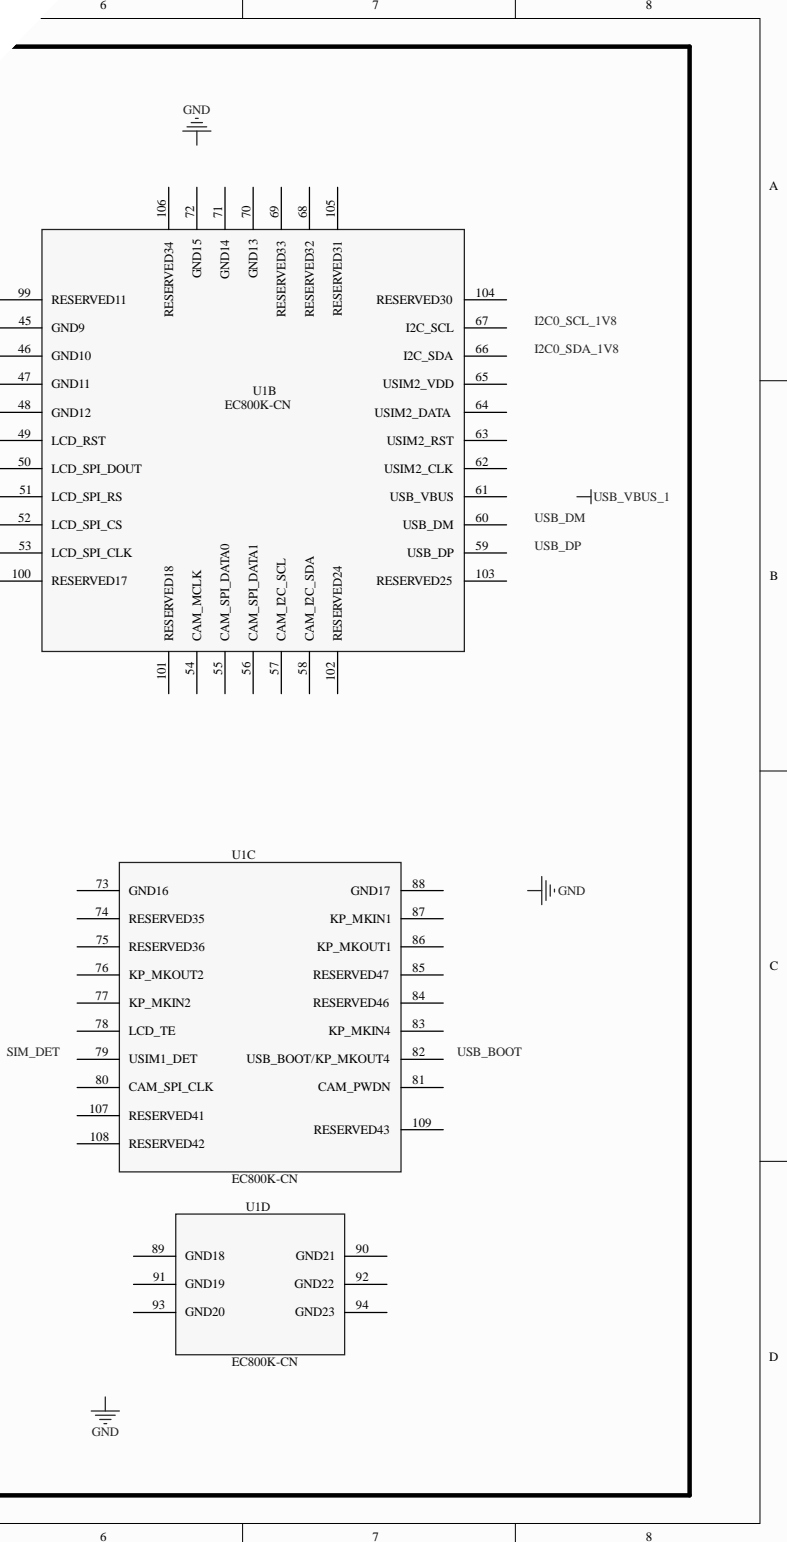 6 7 8
GND
A
106 72 71 70 69 68 105
RESERVED34 GND15 GND14 GND13 RESERVED33 RESERVED32 RESERVED31
99 RESERVED11 RESERVED30 104
45 GND9 I2C_SCL 67 I2C0_SCL_1V8
46 GND10 I2C_SDA 66 I2C0_SDA_1V8
47 GND11 USIM2_VDD 65
U1B
EC800K-CN
48 GND12 USIM2_DATA 64
49 LCD_RST USIM2_RST 63
50 LCD_SPI_DOUT USIM2_CLK 62
51 LCD_SPI_RS USB_VBUS 61 USB_VBUS_1
52 LCD_SPI_CS USB_DM 60 USB_DM
53 LCD_SPI_CLK USB_DP 59 USB_DP
100 RESERVED17 RESERVED25 103
B
RESERVED18 CAM_MCLK CAM_SPI_DATA0 CAM_SPI_DATA1 CAM_I2C_SCL CAM_I2C_SDA RESERVED24
101 54 55 56 57 58 102
U1C
73 GND16 GND17 88 GND
74 RESERVED35 KP_MKIN1 87
75 RESERVED36 KP_MKOUT1 86
C
76 KP_MKOUT2 RESERVED47 85
77 KP_MKIN2 RESERVED46 84
78 LCD_TE KP_MKIN4 83
SIM_DET 79 USIM1_DET USB_BOOT/KP_MKOUT4 82 USB_BOOT
80 CAM_SPI_CLK CAM_PWDN 81
107 RESERVED41
RESERVED43 109
108 RESERVED42
EC800K-CN
U1D
89 GND18 GND21 90
91 GND19 GND22 92
93 GND20 GND23 94
D
EC800K-CN
GND
6 7 8